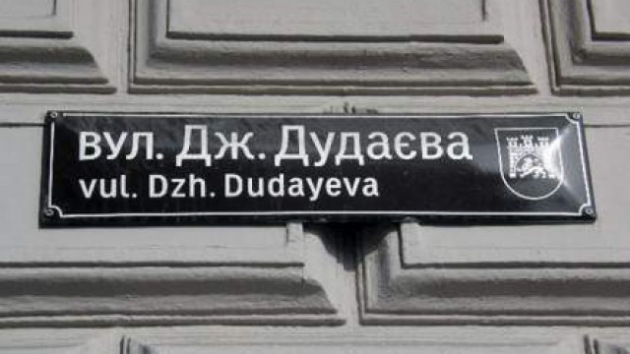 вул. Дж. Дудаєва
vul. Dzh. Dudayeva